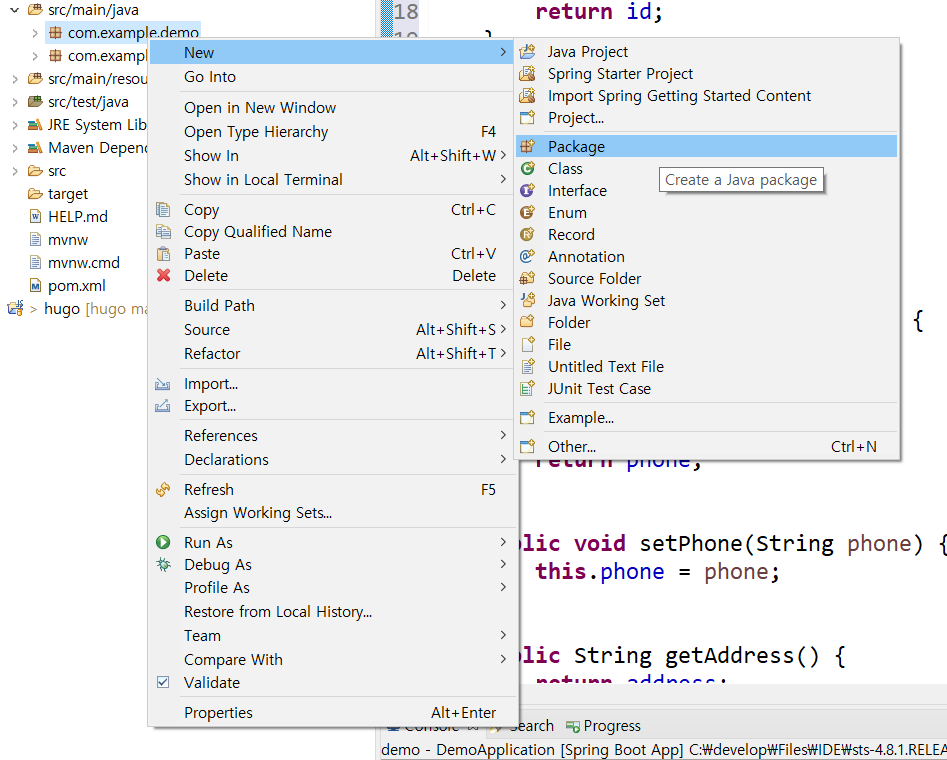 src/main/java
com.example.demo
com.exampl
src/main/resou
src/test/java
JRE System Lib
Maven Depend
src
target
HELP.md
mvnw
mvnw.cmd
pom.xml
hugo [hugo ma
New
Go Into
Open in New Window
Open Type Hierarchy F4
Show In Alt+Shift+W
Show in Local Terminal
Copy Ctrl+C
Copy Qualified Name
Paste Ctrl+V
Delete Delete
Build Path
Source Alt+Shift+S
Refactor Alt+Shift+T
Import...
Export...
References
Declarations
Refresh F5
Assign Working Sets...
Run As
Debug As
Profile As
Restore from Local History...
Team
Compare With
Validate
Properties Alt+Enter
Java Project
Spring Starter Project
Import Spring Getting Started Content
Project...
Package
Class
Create a Java package
Interface
Enum
Record
Annotation
Source Folder
Java Working Set
Folder
File
Untitled Text File
JUnit Test Case
Example...
Other... Ctrl+N
18 return id;
19 }
{
return phone;
blic void setPhone(String phone) {
this.phone = phone;
blic String getAddress() {
return address;
Console Search Progress
demo - DemoApplication [Spring Boot App] C:₩develop₩Files₩IDE₩sts-4.8.1.RELEA